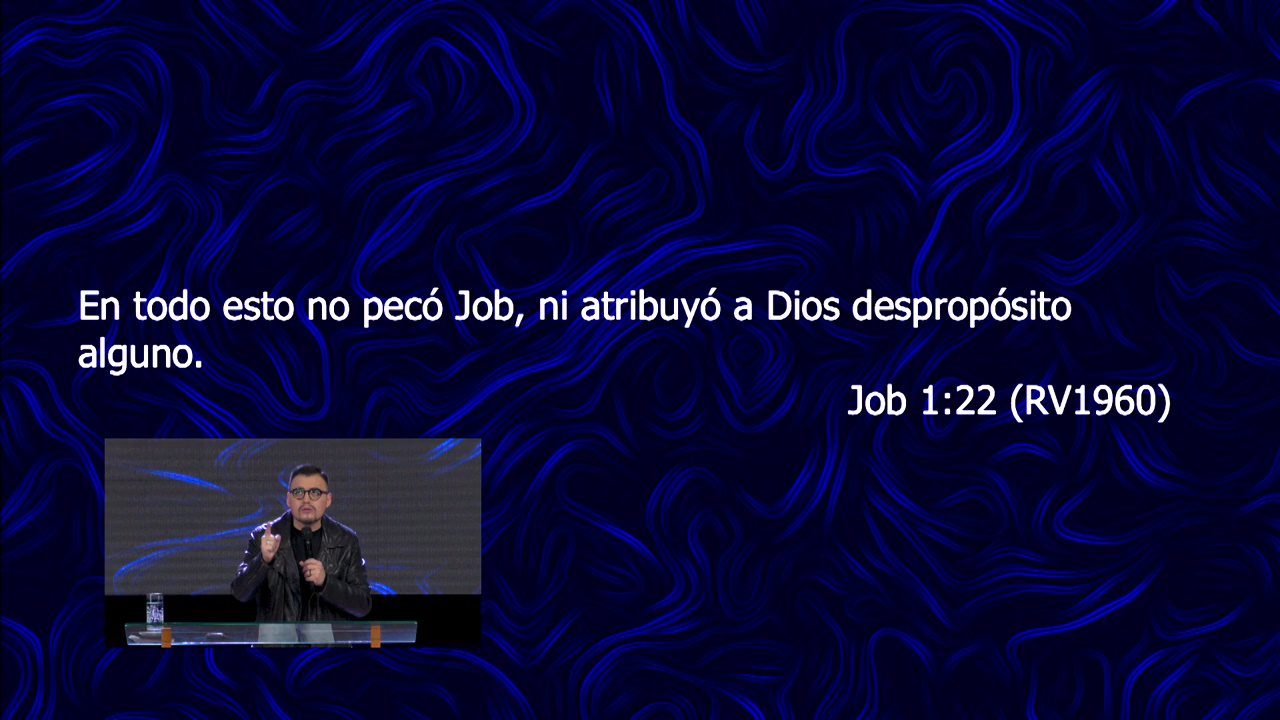 En todo esto no pecó Job, ni atribuyó a Dios despropósito
alguno.
Job 1:22 (RV1960)